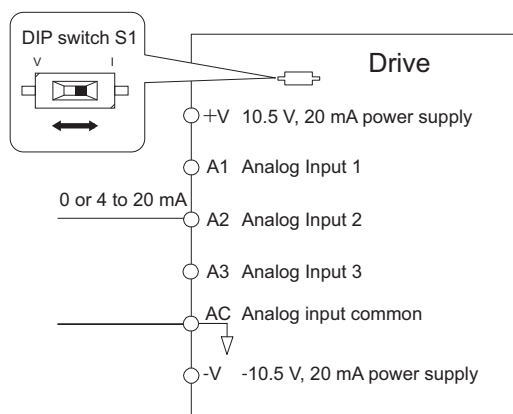 DIP switch S1
V I
Drive
+V 10.5 V, 20 mA power supply
A1 Analog Input 1
0 or 4 to 20 mA
A2 Analog Input 2
A3 Analog Input 3
AC Analog input common
-V -10.5 V, 20 mA power supply